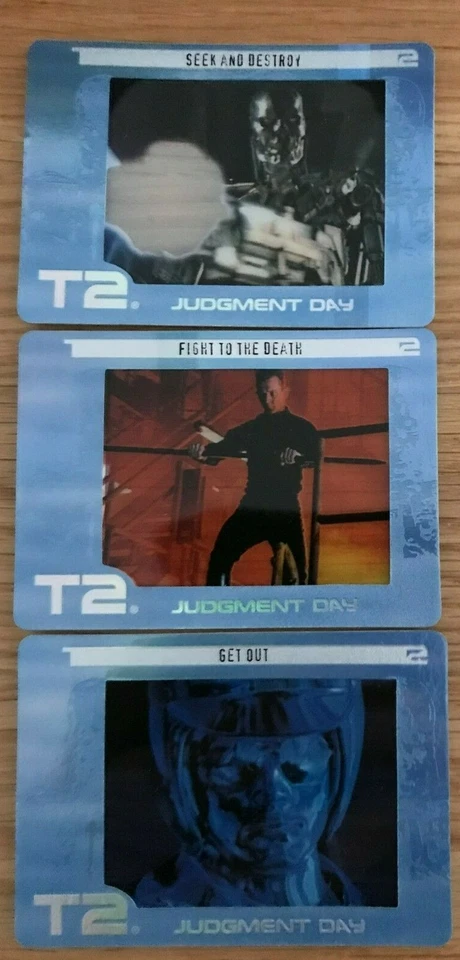 SEEK AND DESTROY 2
T2® JUDGMENT DAY
FIGHT TO THE DEATH 2
T2® JUDGMENT DAY
GET OUT 2
T2® JUDGMENT DAY